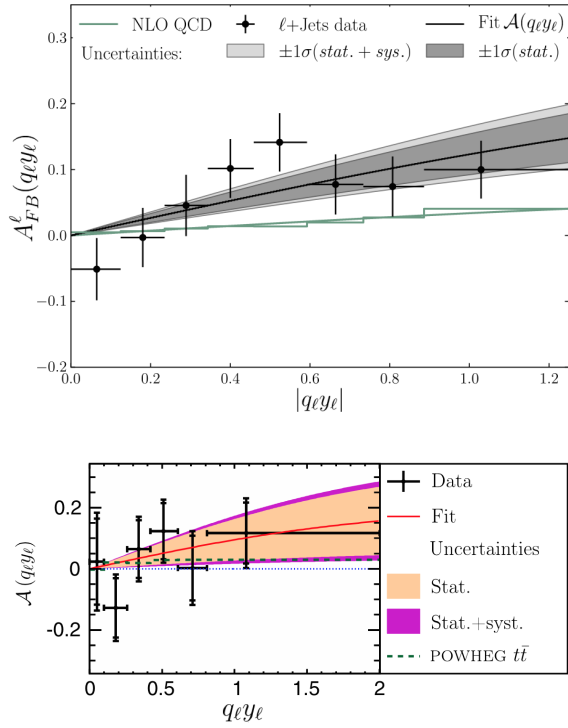 NLO QCD ℓ+Jets data Fit 𝒜(qℓyℓ)
Uncertainties: ±1σ(stat. + sys.) ±1σ(stat.)
0.3
0.2
0.1
0.0
−0.1
−0.2
A^ℓ_FB(qℓyℓ)
0.0 0.2 0.4 0.6 0.8 1.0 1.2
|qℓyℓ|
0.2
0
-0.2
𝒜(qℓyℓ)
0 0.5 1 1.5 2
qℓyℓ
Data
Fit
Uncertainties
Stat.
Stat.+syst.
POWHEG tt̄